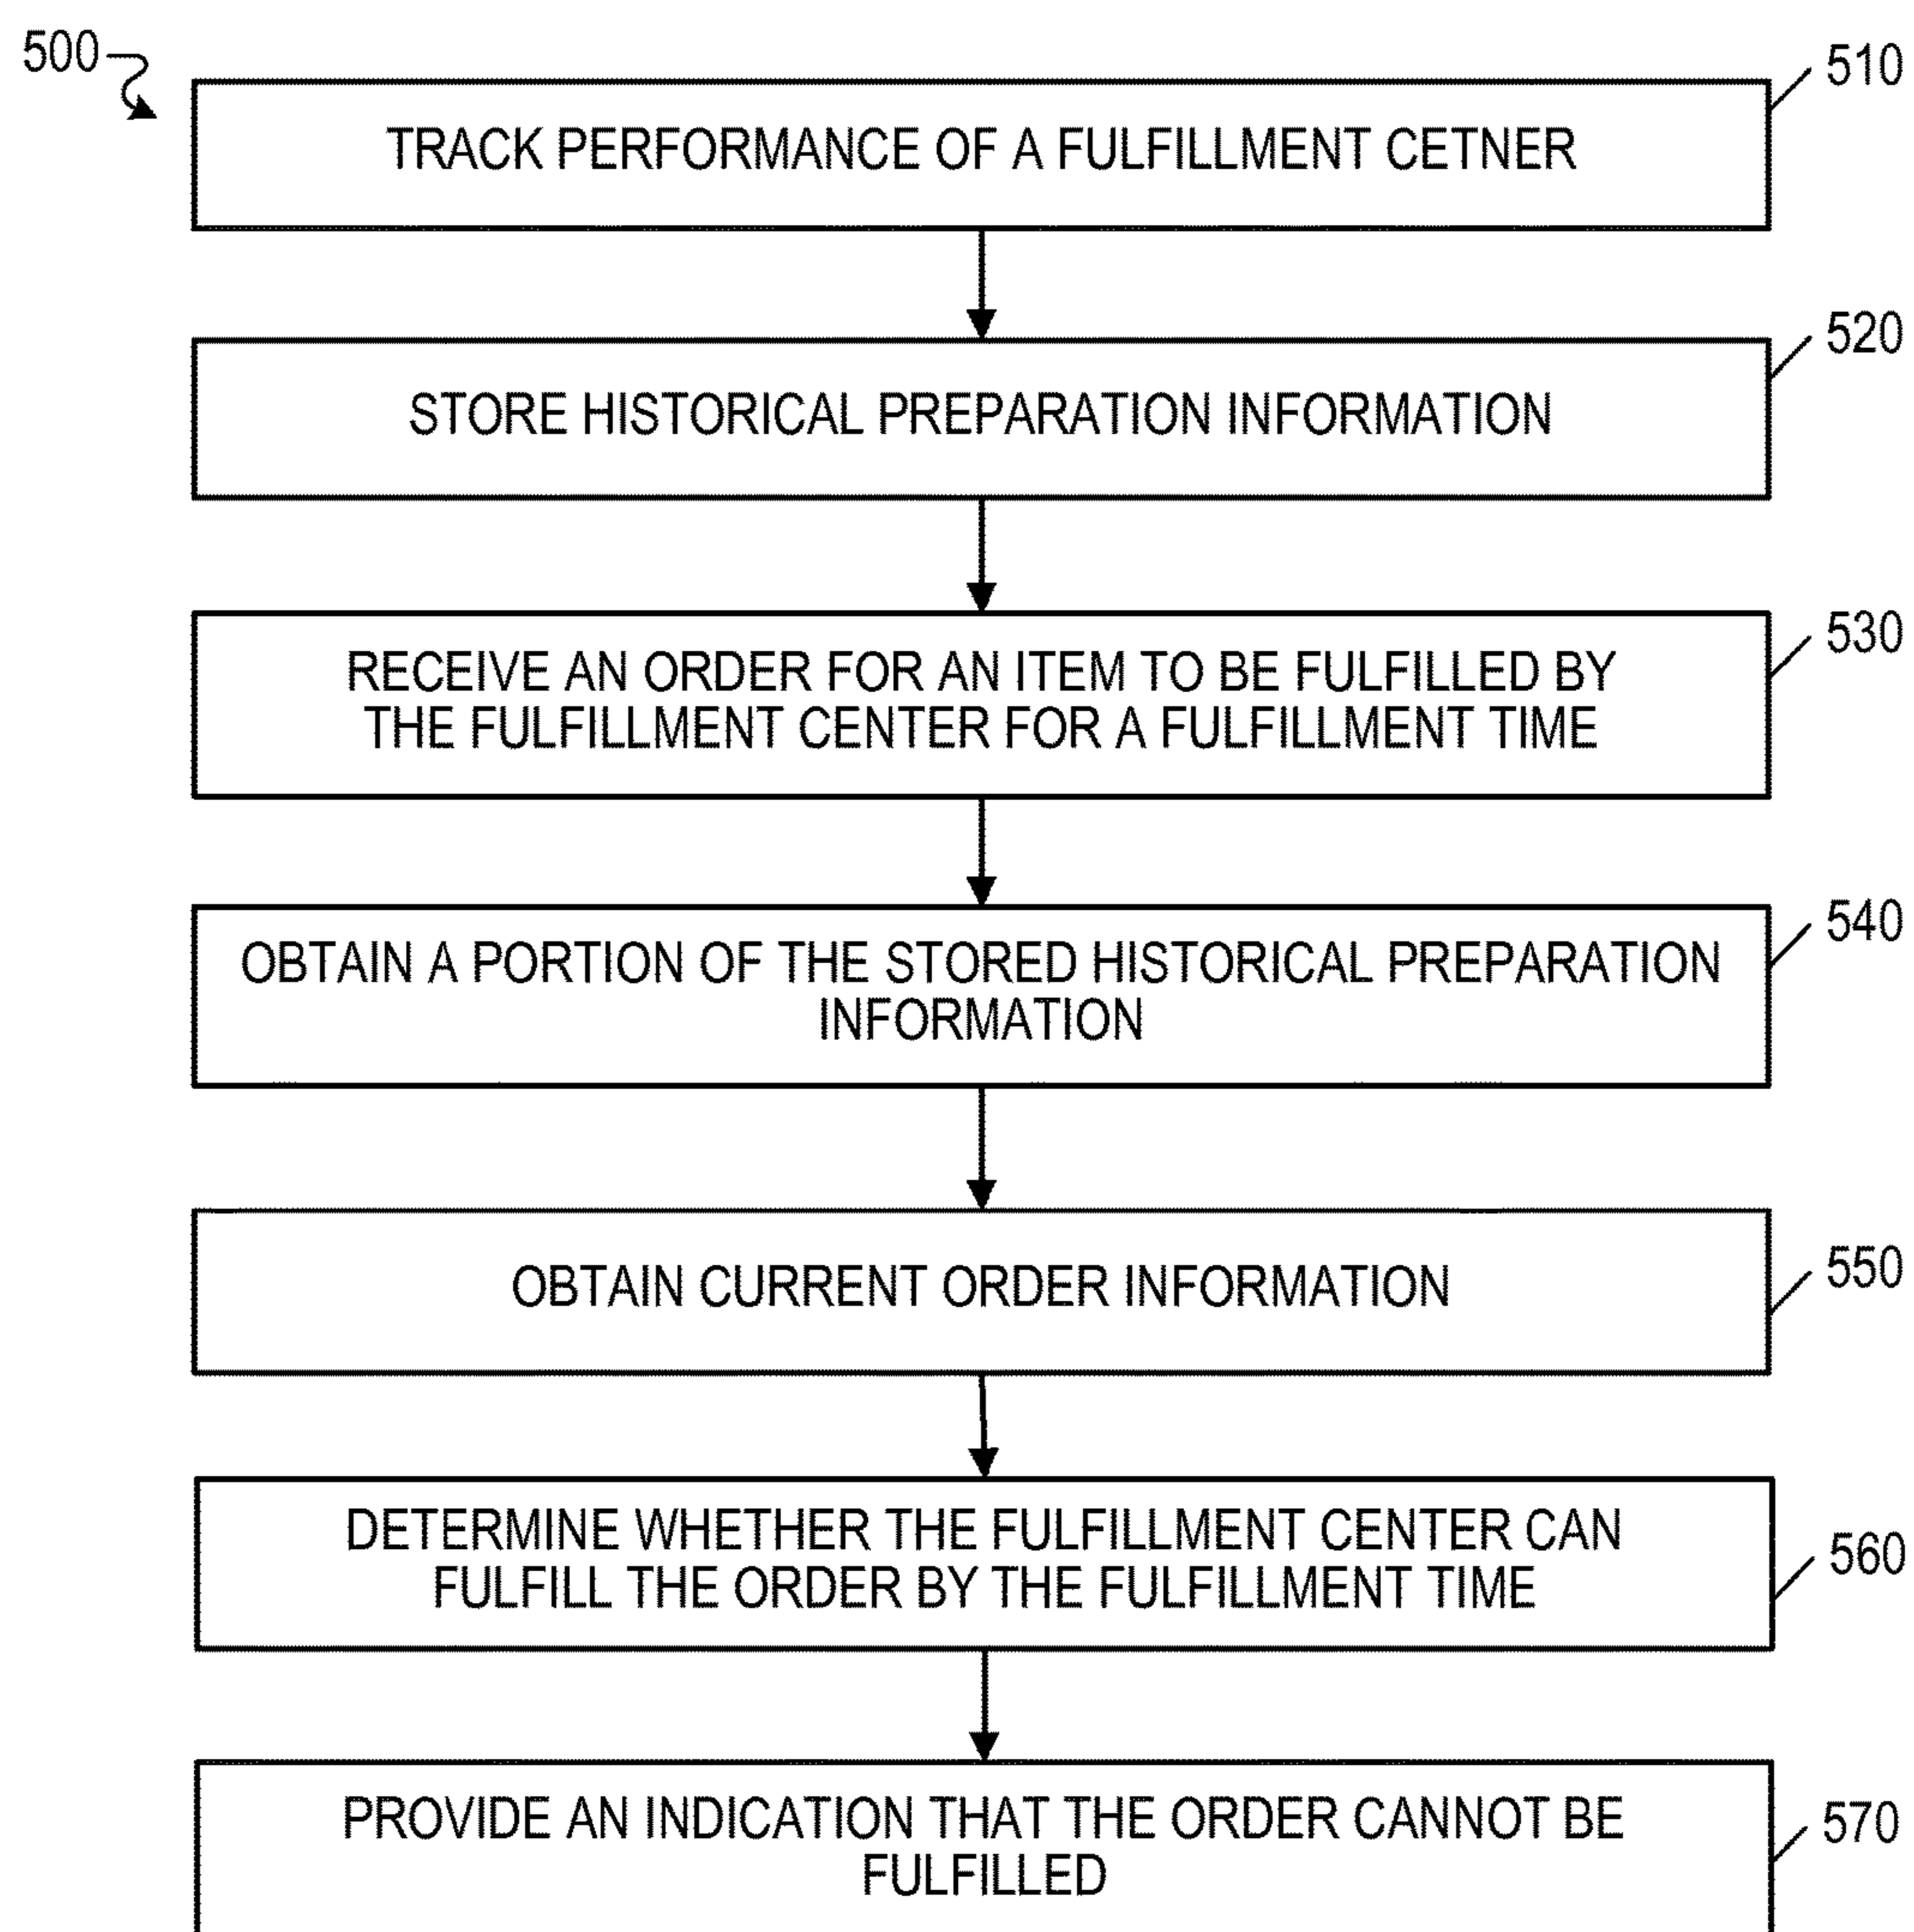 500
510
TRACK PERFORMANCE OF A FULFILLMENT CETNER
520
STORE HISTORICAL PREPARATION INFORMATION
530
RECEIVE AN ORDER FOR AN ITEM TO BE FULFILLED BY
THE FULFILLMENT CENTER FOR A FULFILLMENT TIME
540
OBTAIN A PORTION OF THE STORED HISTORICAL PREPARATION
INFORMATION
550
OBTAIN CURRENT ORDER INFORMATION
560
DETERMINE WHETHER THE FULFILLMENT CENTER CAN
FULFILL THE ORDER BY THE FULFILLMENT TIME
570
PROVIDE AN INDICATION THAT THE ORDER CANNOT BE
FULFILLED